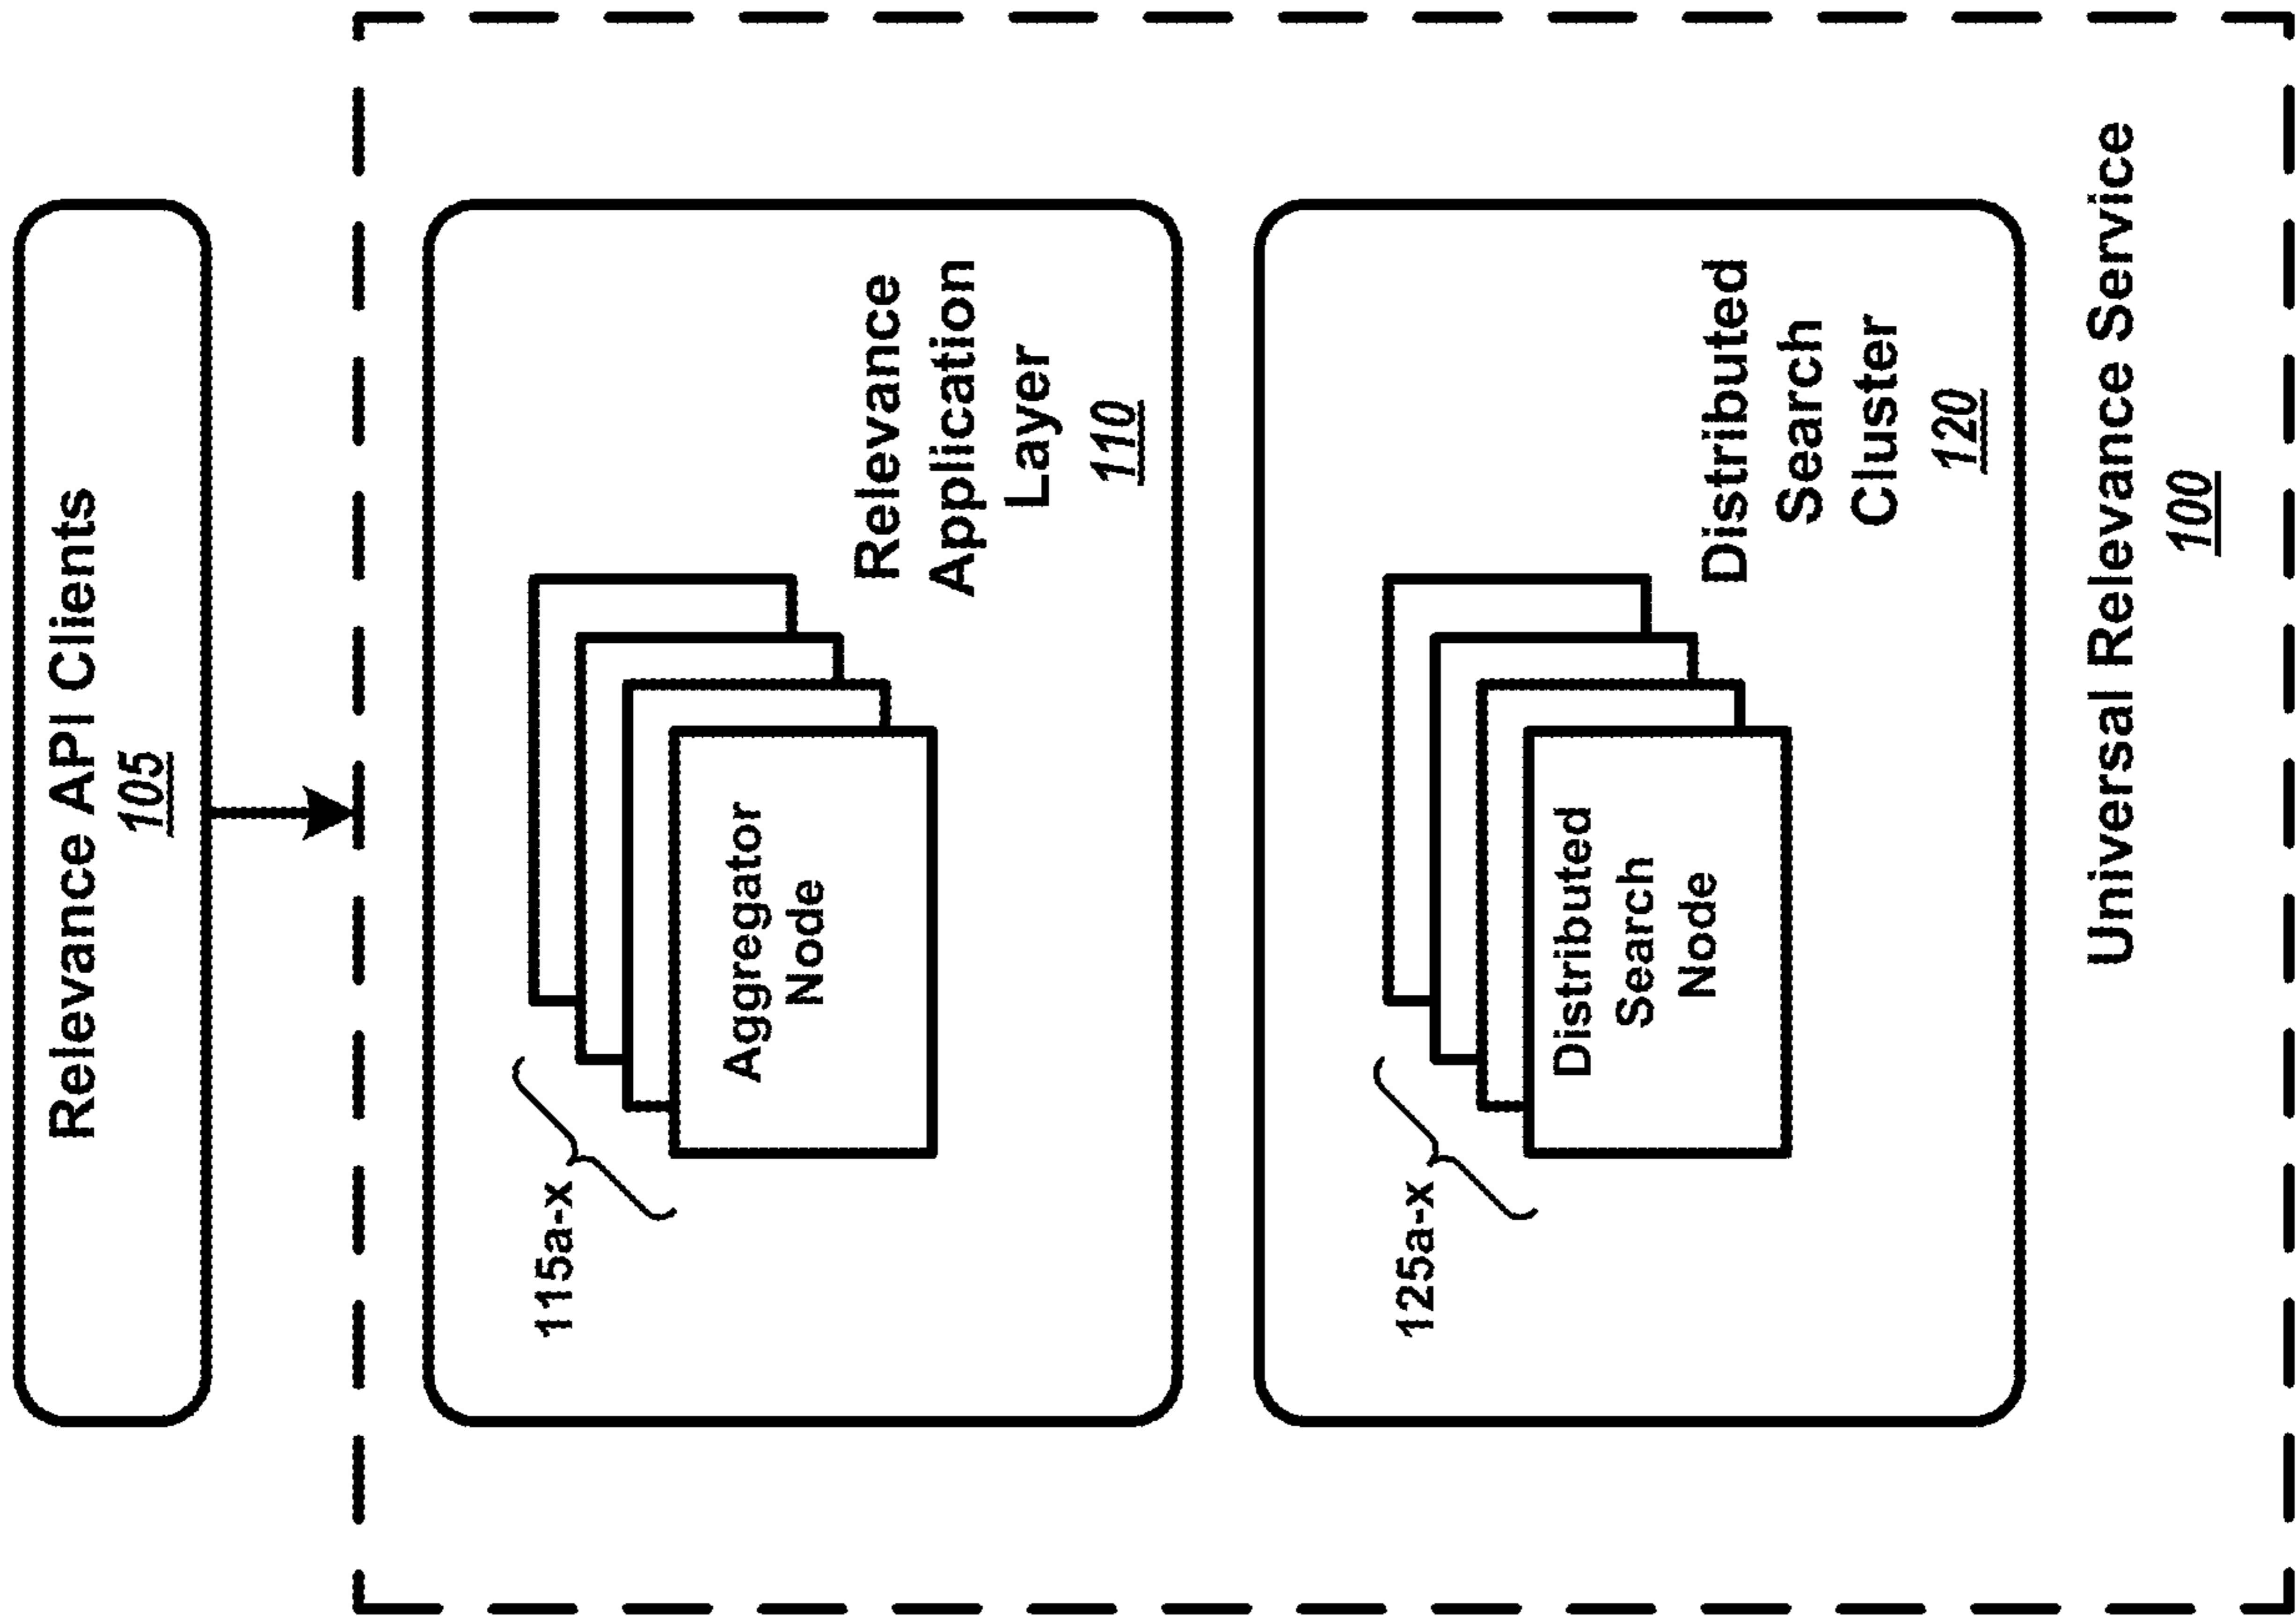 Relevance API Clients
105
115a-x
Aggregator
Node
Relevance
Application
Layer
110
125a-x
Distributed
Search
Node
Distributed
Search
Cluster
120
Universal Relevance Service
100